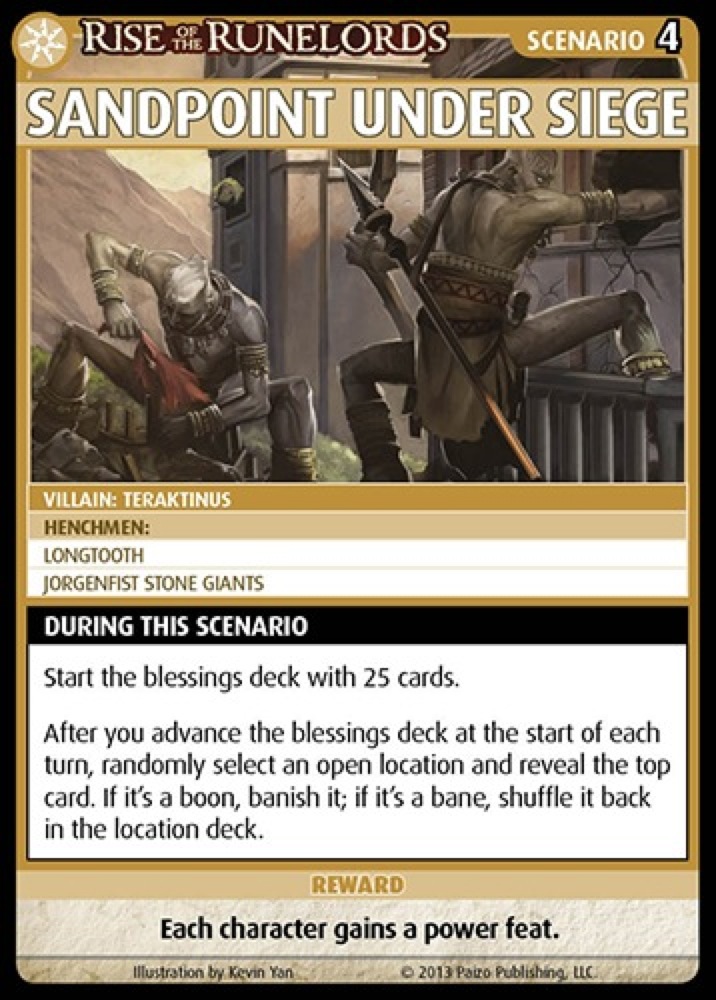 RISE OF THE RUNELORDS
SCENARIO 4
SANDPOINT UNDER SIEGE
VILLAIN: TERAKTINUS
HENCHMEN:
LONGTOOTH
JORGENFIST STONE GIANTS
DURING THIS SCENARIO
Start the blessings deck with 25 cards.
After you advance the blessings deck at the start of each
turn, randomly select an open location and reveal the top
card. If it's a boon, banish it; if it's a bane, shuffle it back
in the location deck.
REWARD
Each character gains a power feat.
Illustration by Kevin Yan
© 2013 Paizo Publishing, LLC.